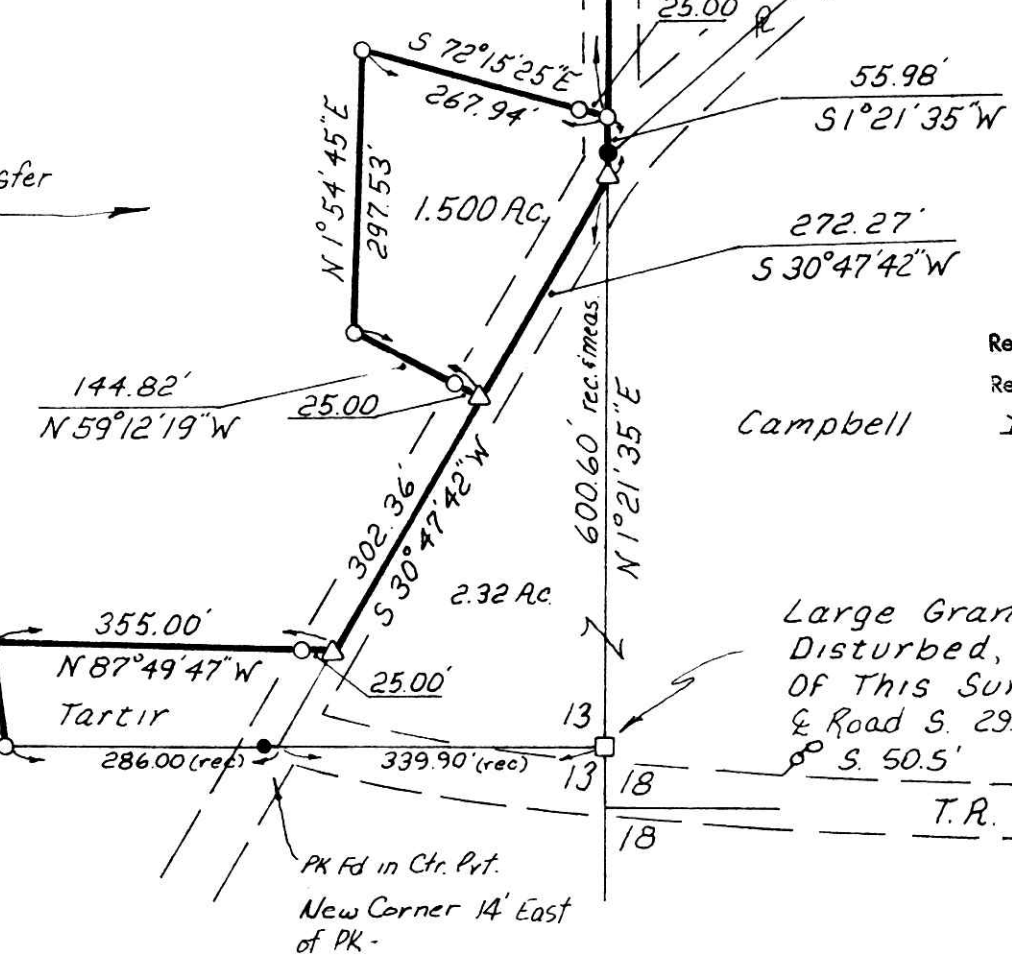 25.00
S 72°15'25"E
267.94'
55.98'
S1°21'35"W
N 1°54'45"E
297.53'
sfer
1.500 Ac.
272.27'
S 30°47'42"W
600.60' rec. & meas.
N 1°21'35"E
Re
Re
144.82'
N 59°12'19"W
25.00
Campbell
302.36'
S 30°47'42"W
2.32 Ac.
355.00'
N 87°49'47"W
25.00'
Tartir
Large Gran
Disturbed,
Of This Sur
℄ Road S. 29
S. 50.5'
13
13
18
18
286.00 (rec)
339.90' (rec)
T.R.
PK Fd in Ctr. Pvt.
New Corner 14' East
of PK-